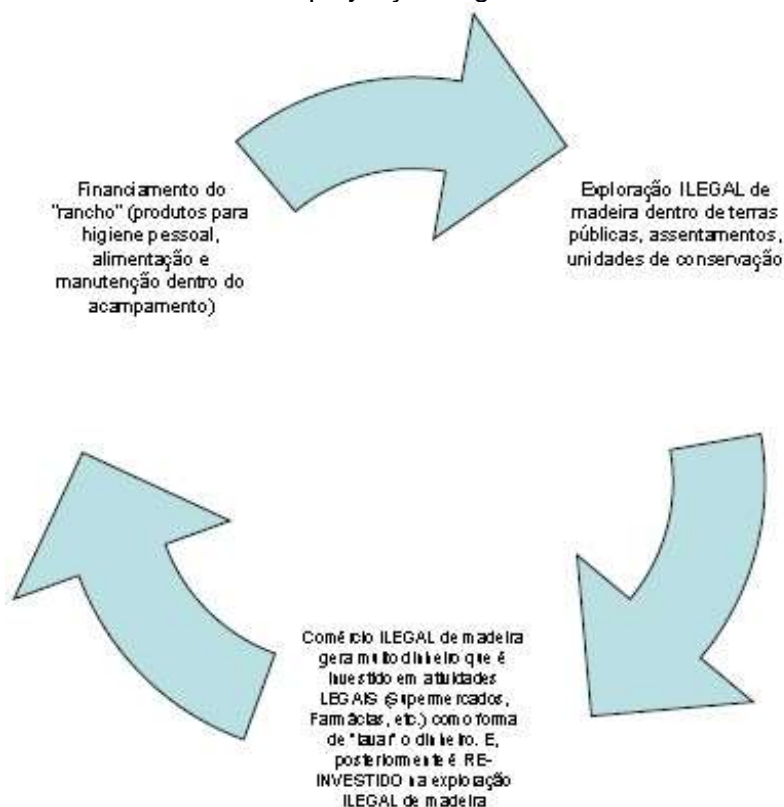 Financiamento do
"rancho" (produtos para
higiene pessoal,
alimentação e
manutenção dentro do
acampamento)
Exploração ILEGAL de
madeira dentro de terras
públicas, assentamentos,
unidades de conservação
Comércio ILEGAL de madeira
gera muito dinheiro que é
investido em atividades
LEGAIS (Supermercados,
Farmácias, etc.) como forma
de "lavar" o dinheiro. E,
posteriormente é RE-
INVESTIDO na exploração
ILEGAL de madeira